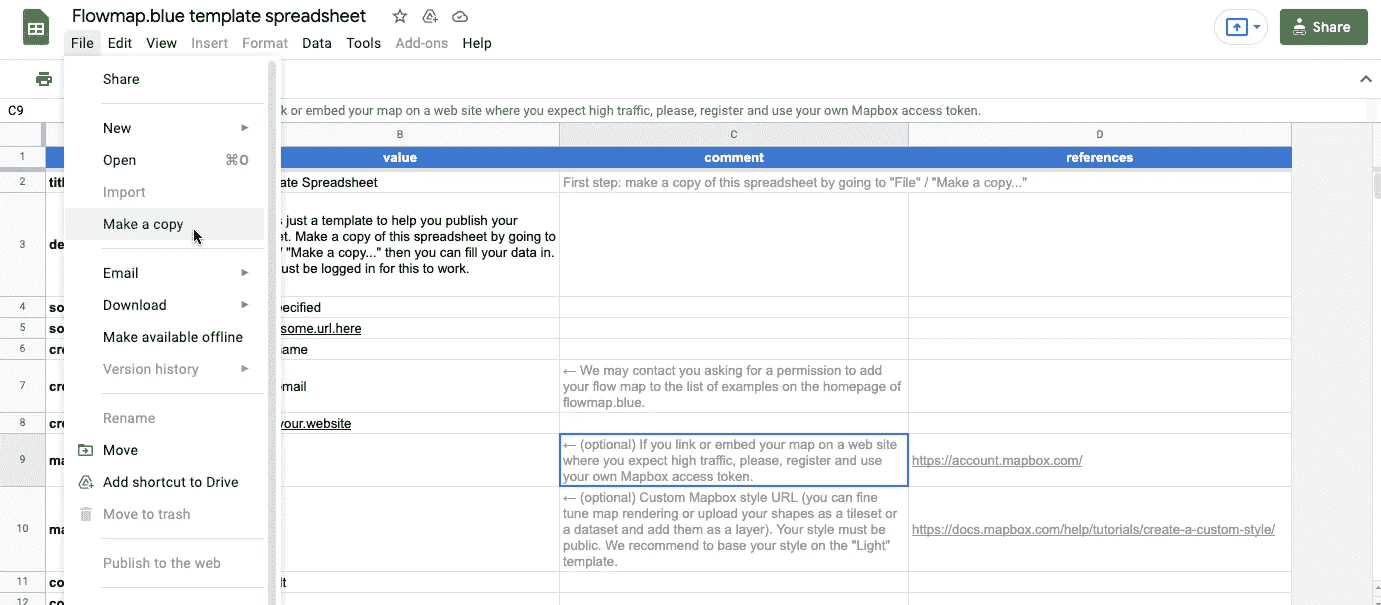 Flowmap.blue template spreadsheet
File Edit View Insert Format Data Tools Add-ons Help
Share
Share
C9
k or embed your map on a web site where you expect high traffic, please, register and use your own Mapbox access token.
New
Open ⌘O
Import
Make a copy
Email
Download
Make available offline
Version history
Rename
Move
Add shortcut to Drive
Move to trash
Publish to the web
B C D
1 value comment references
2 titl ate Spreadsheet First step: make a copy of this spreadsheet by going to "File" / "Make a copy..."
3 de
s just a template to help you publish your
et. Make a copy of this spreadsheet by going to
/ "Make a copy..." then you can fill your data in.
ust be logged in for this to work.
4 so ecified
5 so some.url.here
6 cre name
7 cre mail
← We may contact you asking for a permission to add
your flow map to the list of examples on the homepage of
flowmap.blue.
8 cre your.website
9 ma
← (optional) If you link or embed your map on a web site
where you expect high traffic, please, register and use
your own Mapbox access token.
https://account.mapbox.com/
10 ma
← (optional) Custom Mapbox style URL (you can fine
tune map rendering or upload your shapes as a tileset or
a dataset and add them as a layer). Your style must be
public. We recommend to base your style on the "Light"
template.
https://docs.mapbox.com/help/tutorials/create-a-custom-style/
11 co lt
12 co